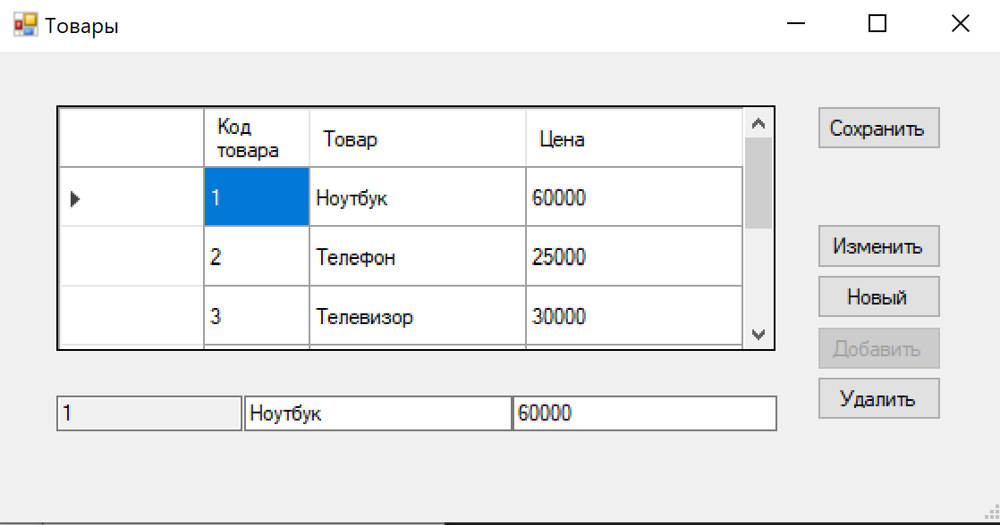 Товары
Код товара Товар Цена
1 Ноутбук 60000
2 Телефон 25000
3 Телевизор 30000
1 Ноутбук 60000
Сохранить
Изменить
Новый
Добавить
Удалить